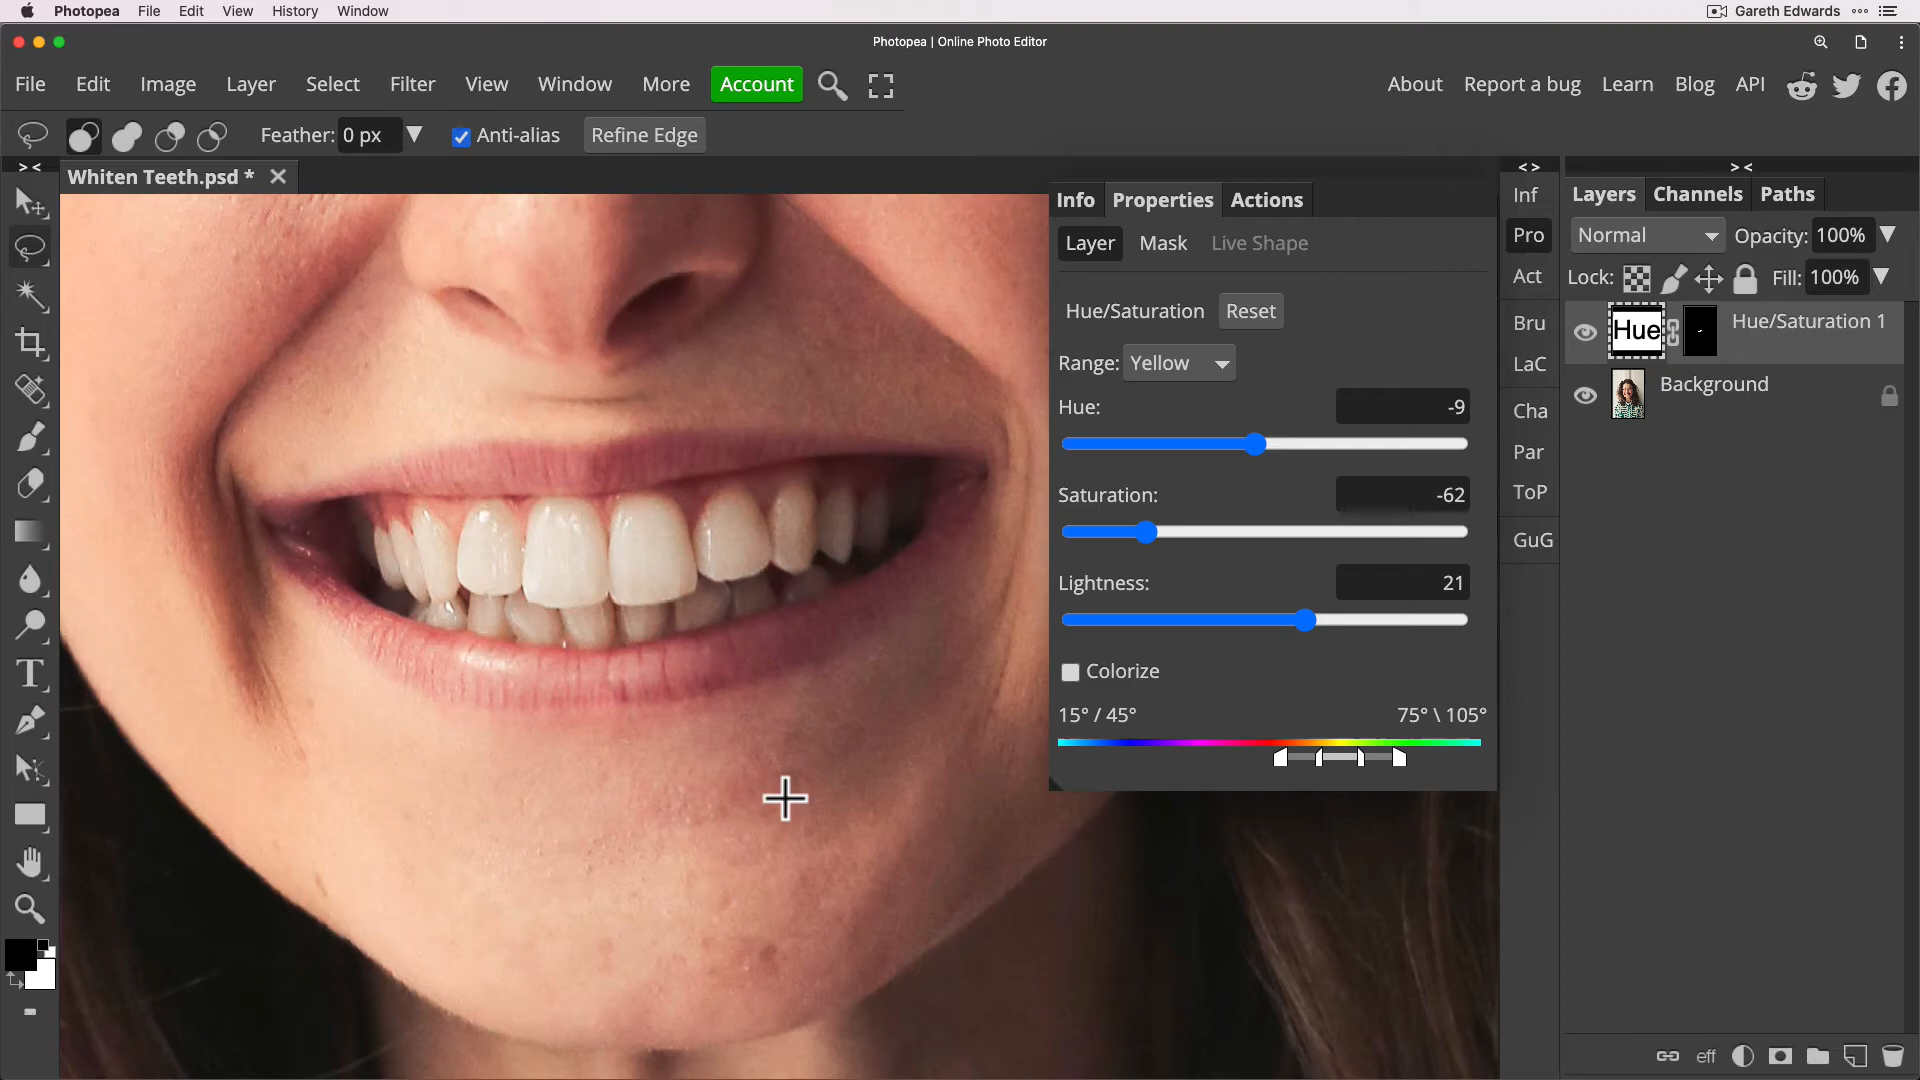 Photopea File Edit View History Window
Gareth Edwards
Photopea | Online Photo Editor
File Edit Image Layer Select Filter View Window More Account
About Report a bug Learn Blog API
Feather: 0 px Anti-alias Refine Edge
> <
Whiten Teeth.psd *
Info Properties Actions
Layer Mask Live Shape
Hue/Saturation Reset
Range: Yellow
Hue: -9
Saturation: -62
Lightness: 21
Colorize
15° / 45° 75° \ 105°
< >
Inf
Pro
Act
Bru
LaC
Cha
Par
ToP
GuG
> <
Layers Channels Paths
Normal Opacity: 100%
Lock: Fill: 100%
Hue Hue/Saturation 1
Background
T
eff